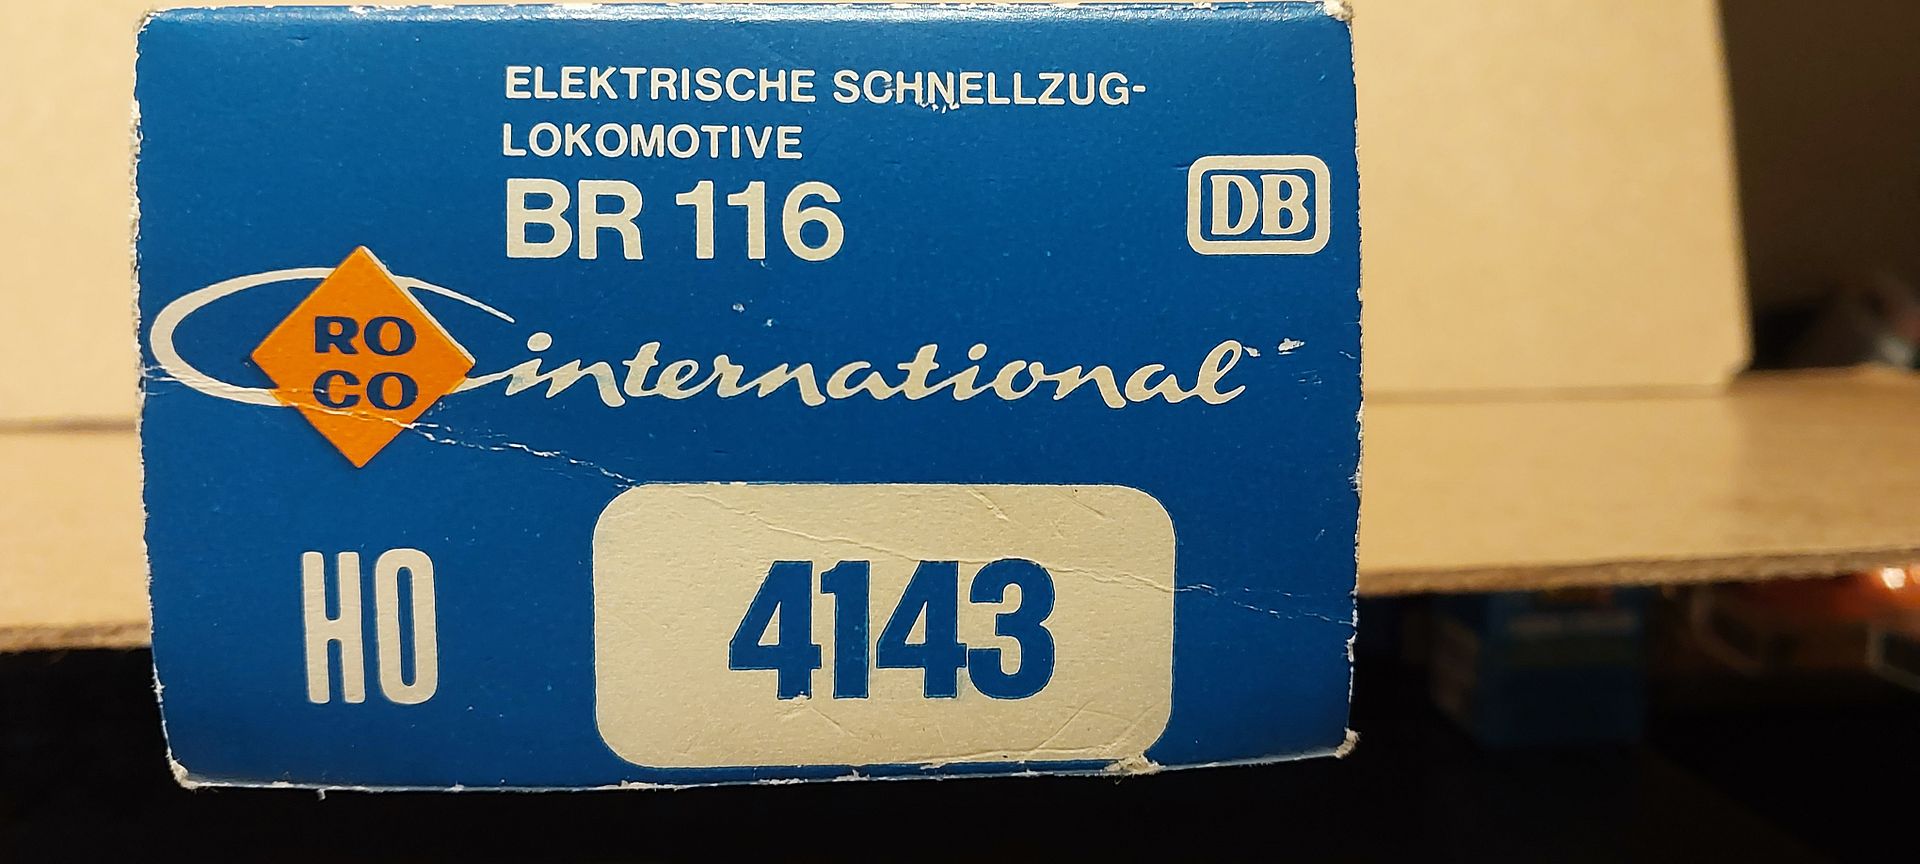 ELEKTRISCHE SCHNELLZUG-
LOKOMOTIVE
BR 116
DB
RO
CO
international
HO
4143